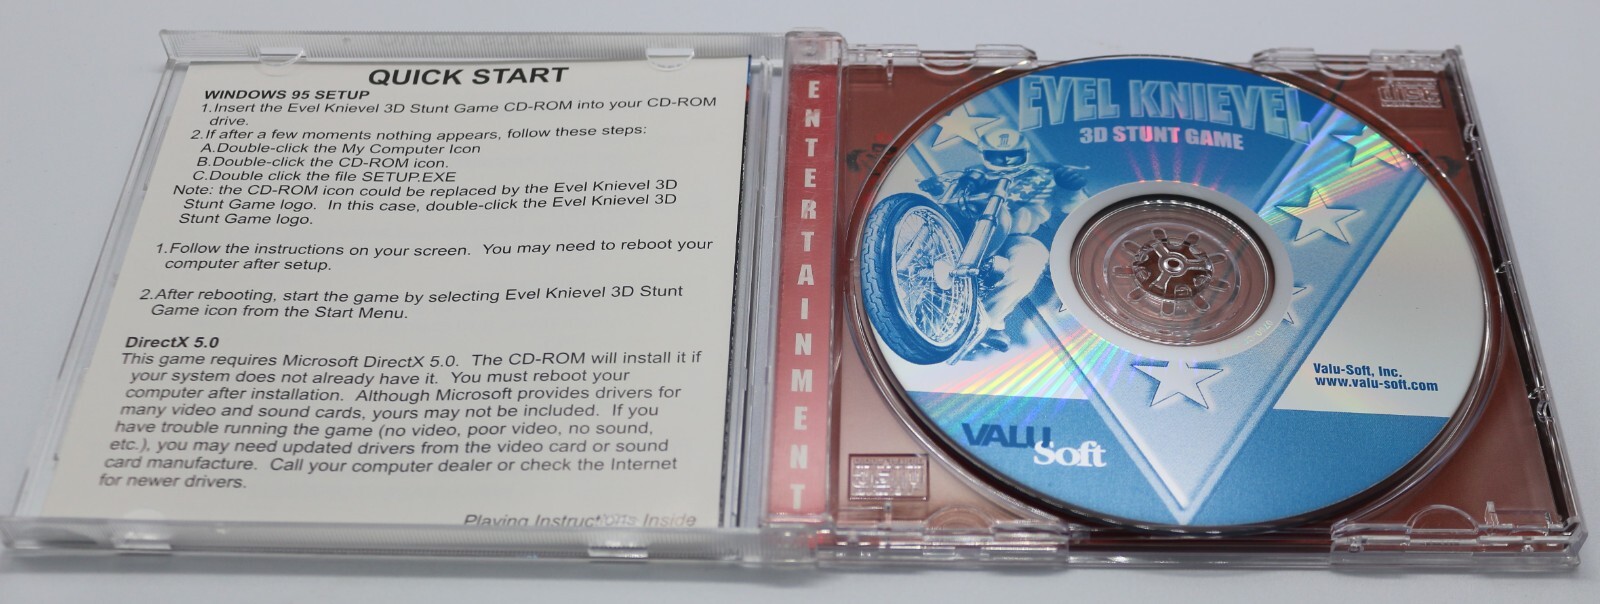 QUICK START
WINDOWS 95 SETUP
1.Insert the Evel Knievel 3D Stunt Game CD-ROM into your CD-ROM
drive.
2.If after a few moments nothing appears, follow these steps:
A.Double-click the My Computer Icon
B.Double-click the CD-ROM icon.
C.Double click the file SETUP.EXE
Note: the CD-ROM icon could be replaced by the Evel Knievel 3D
Stunt Game logo. In this case, double-click the Evel Knievel 3D
Stunt Game logo.
1.Follow the instructions on your screen. You may need to reboot your
computer after setup.
2.After rebooting, start the game by selecting Evel Knievel 3D Stunt
Game icon from the Start Menu.
DirectX 5.0
This game requires Microsoft DirectX 5.0. The CD-ROM will install it if
your system does not already have it. You must reboot your
computer after installation. Although Microsoft provides drivers for
many video and sound cards, yours may not be included. If you
have trouble running the game (no video, poor video, no sound,
etc.), you may need updated drivers from the video card or sound
card manufacture. Call your computer dealer or check the Internet
for newer drivers.
Playing Instructions Inside
ENTERTAINMENT
EVEL KNIEVEL
3D STUNT GAME
1
Valu-Soft, Inc.
www.valu-soft.com
VALU
Soft
disc